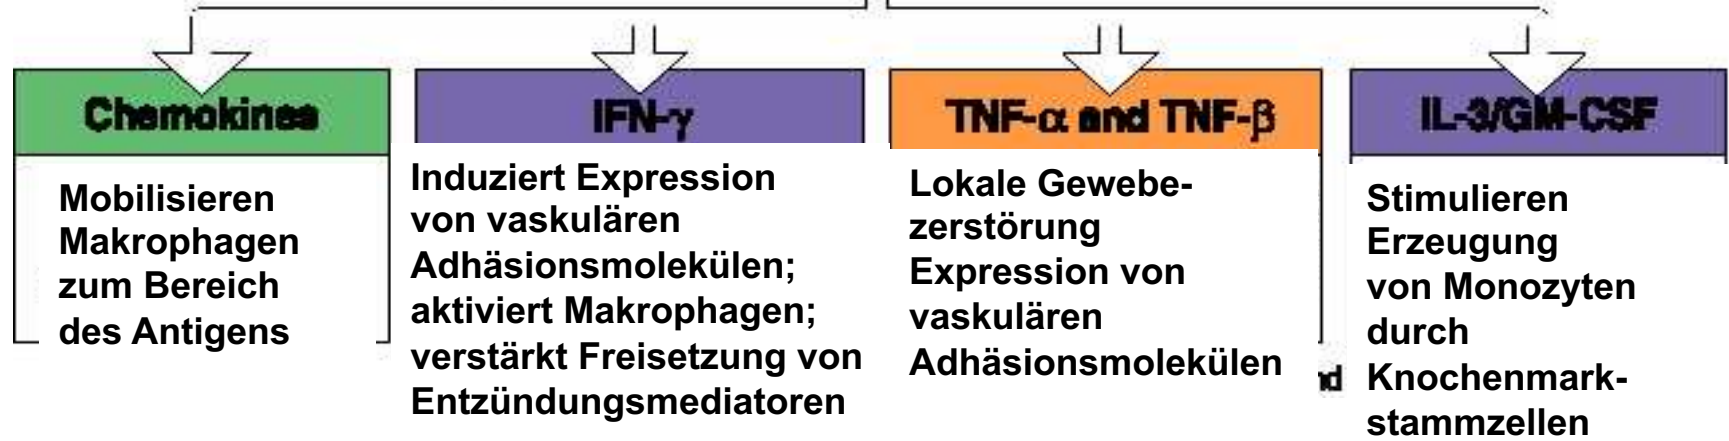 Chemokines
Mobilisieren
Makrophagen
zum Bereich
des Antigens
IFN-γ
Induziert Expression
von vaskulären
Adhäsionsmolekülen;
aktiviert Makrophagen;
verstärkt Freisetzung von
Entzündungsmediatoren
TNF-α and TNF-β
Lokale Gewebe-
zerstörung
Expression von
vaskulären
Adhäsionsmolekülen
IL-3/GM-CSF
Stimulieren
Erzeugung
von Monozyten
durch
Knochenmark-
stammzellen